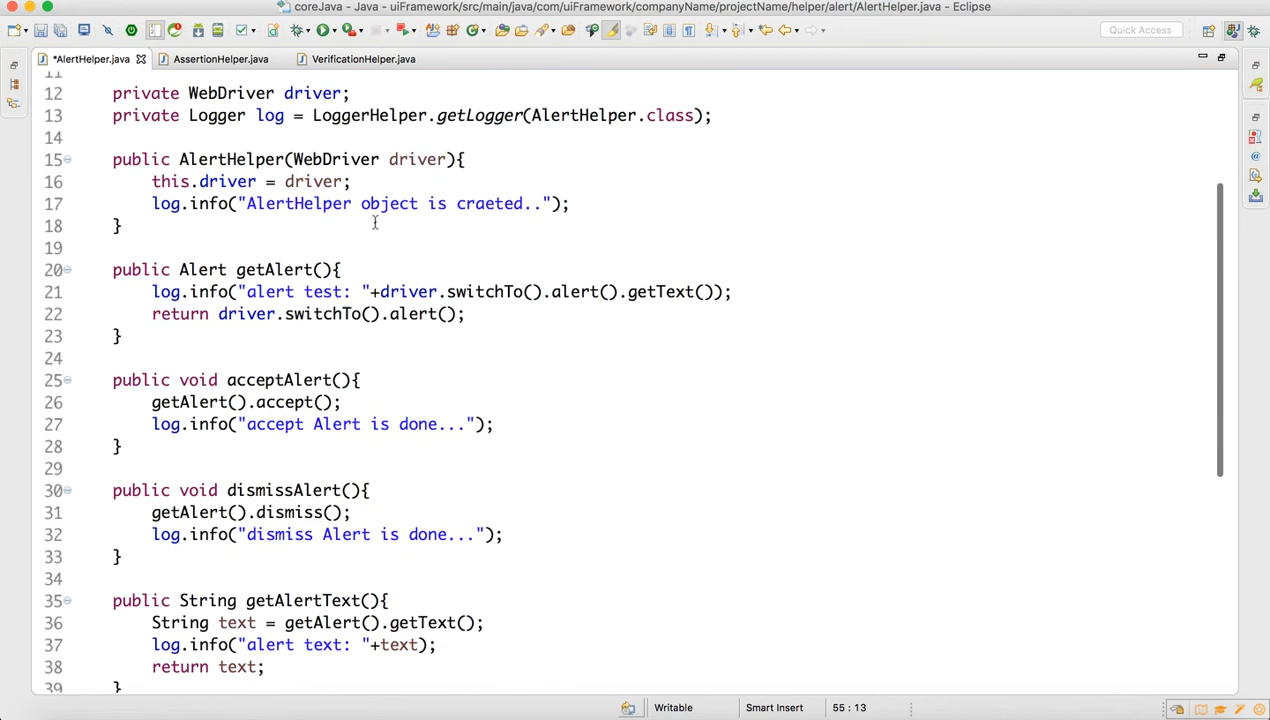 coreJava - Java - uiFramework/src/main/java/com/uiFramework/companyName/projectName/helper/alert/AlertHelper.java - Eclipse
Quick Access
*AlertHelper.java
AssertionHelper.java
VerificationHelper.java
11
12 private WebDriver driver;
13 private Logger log = LoggerHelper.getLogger(AlertHelper.class);
14
15 public AlertHelper(WebDriver driver){
16 this.driver = driver;
17 log.info("AlertHelper object is craeted..");
18 }
19
20 public Alert getAlert(){
21 log.info("alert test: "+driver.switchTo().alert().getText());
22 return driver.switchTo().alert();
23 }
24
25 public void acceptAlert(){
26 getAlert().accept();
27 log.info("accept Alert is done...");
28 }
29
30 public void dismissAlert(){
31 getAlert().dismiss();
32 log.info("dismiss Alert is done...");
33 }
34
35 public String getAlertText(){
36 String text = getAlert().getText();
37 log.info("alert text: "+text);
38 return text;
39 }
Writable
Smart Insert
55 : 13